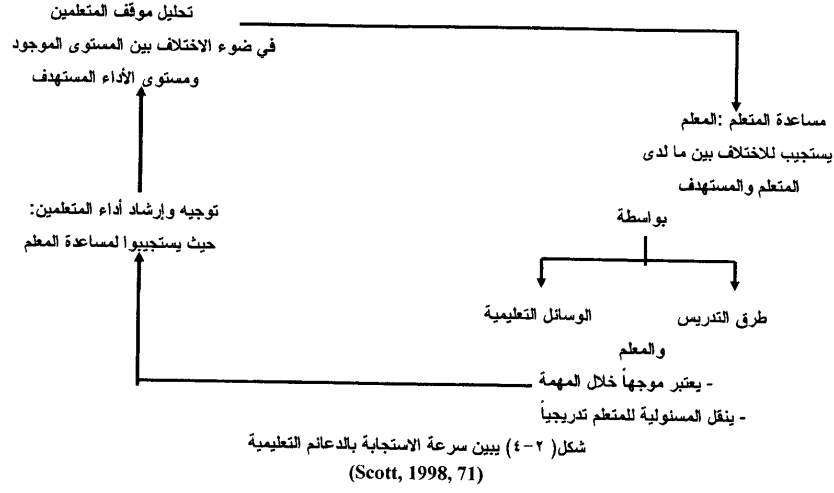 تحليل موقف المتعلمين
في ضوء الاختلاف بين المستوى الموجود
ومستوى الأداء المستهدف
مساعدة المتعلم :المعلم
يستجيب للاختلاف بين ما لدى
المتعلم والمستهدف
بواسطة
طرق التدريس
الوسائل التعليمية
والمعلم
- يعتبر موجهاً خلال المهمة
- ينقل المسئولية للمتعلم تدريجياً
توجيه وإرشاد أداء المتعلمين:
حيث يستجيبوا لمساعدة المعلم
شكل( ٢-٤) يبين سرعة الاستجابة بالدعائم التعليمية
(Scott, 1998, 71)